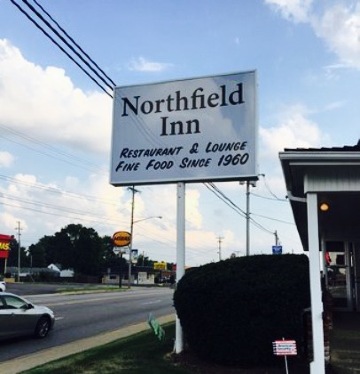 Northfield
Inn
RESTAURANT & LOUNGE
FINE FOOD SINCE 1960